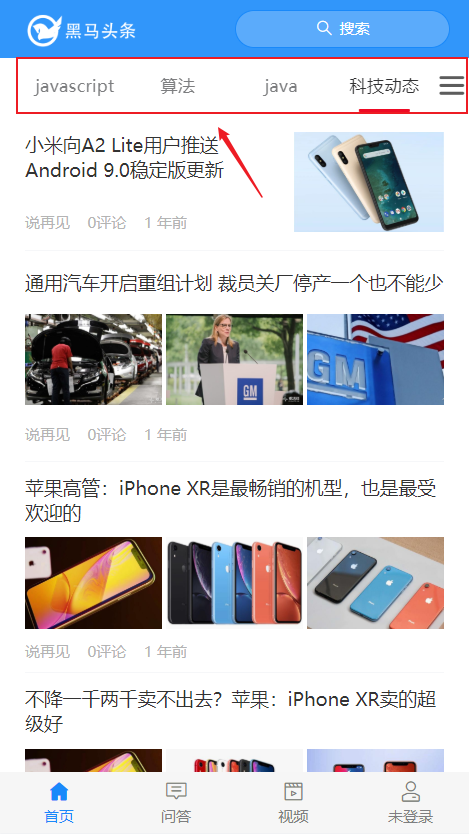 黑马头条
搜索
javascript 算法 java 科技动态
小米向A2 Lite用户推送
Android 9.0稳定版更新
说再见 0评论 1 年前
通用汽车开启重组计划 裁员关厂停产一个也不能少
GM
GM
说再见 0评论 1 年前
苹果高管：iPhone XR是最畅销的机型，也是最受
欢迎的
说再见 0评论 1 年前
不降一千两千卖不出去？苹果：iPhone XR卖的超
级好
首页 问答 视频 未登录